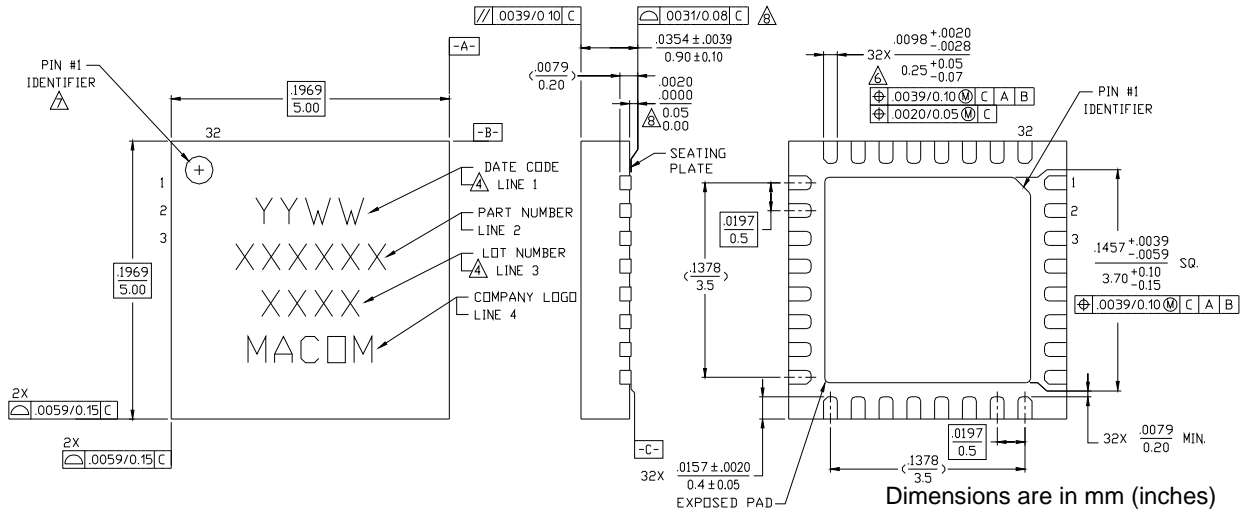 // .0039/0.10 C
⌓ .0031/0.08 C 8
-A-
PIN #1
IDENTIFIER
7
.1969
5.00
32
-B-
1
2
3
.1969
5.00
YYWW
XXXXXX
XXXX
MACOM
DATE CODE
4 LINE 1
PART NUMBER
LINE 2
LOT NUMBER
4 LINE 3
COMPANY LOGO
LINE 4
2X
⌓ .0059/0.15 C
2X
⌓ .0059/0.15 C
.0354±.0039
0.90±0.10
(.0079
0.20)
.0020
.0000
8 0.05
0.00
SEATING
PLATE
-C-
32X .0098 +.0020
-.0028
6 0.25 +0.05
-0.07
⌖ .0039/0.10 Ⓜ C A B
⌖ .0020/0.05 Ⓜ C
32
PIN #1
IDENTIFIER
1
2
3
.0197
0.5
(.1378
3.5)
.1457 +.0039
-.0059 SQ.
3.70 +0.10
-0.15
⌖ .0039/0.10 Ⓜ C A B
32X .0157±.0020
0.4±0.05
EXPOSED PAD
.0197
0.5
(.1378
3.5)
32X .0079 MIN.
0.20
Dimensions are in mm (inches)